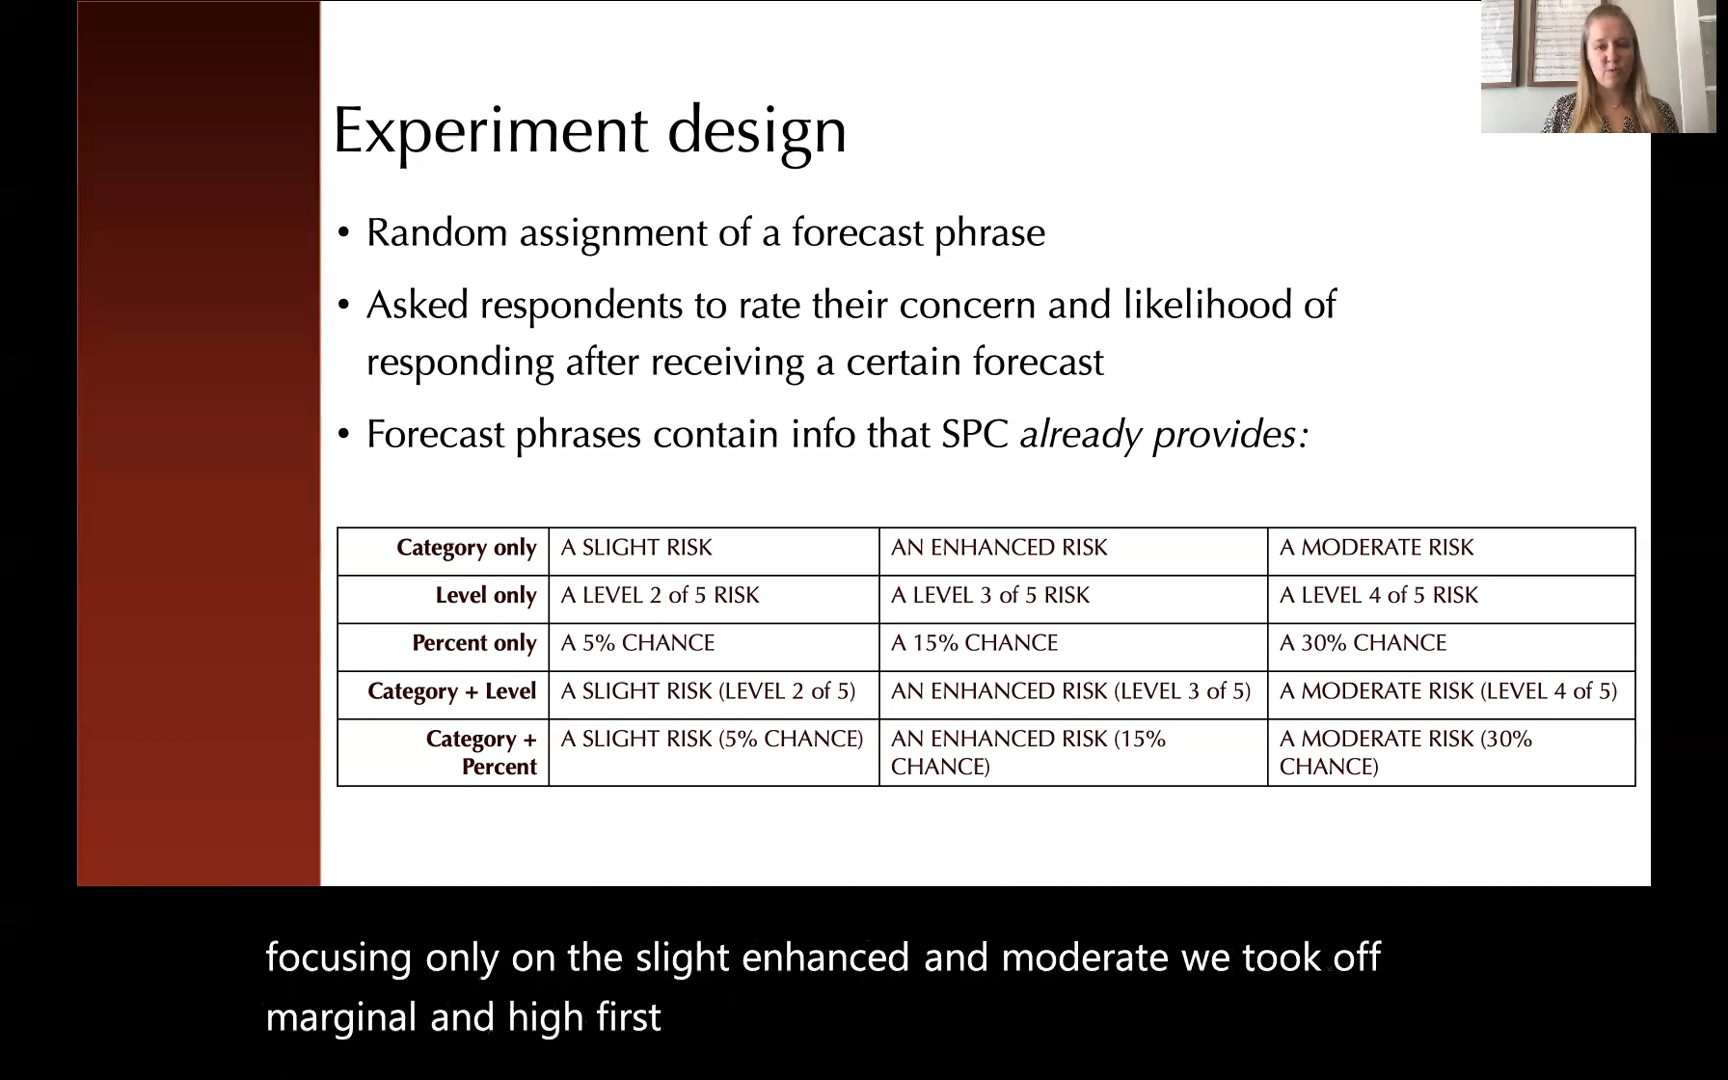 Experiment design
• Random assignment of a forecast phrase
• Asked respondents to rate their concern and likelihood of
responding after receiving a certain forecast
• Forecast phrases contain info that SPC already provides:
Category only A SLIGHT RISK AN ENHANCED RISK A MODERATE RISK
Level only A LEVEL 2 of 5 RISK A LEVEL 3 of 5 RISK A LEVEL 4 of 5 RISK
Percent only A 5% CHANCE A 15% CHANCE A 30% CHANCE
Category + Level A SLIGHT RISK (LEVEL 2 of 5) AN ENHANCED RISK (LEVEL 3 of 5) A MODERATE RISK (LEVEL 4 of 5)
Category + A SLIGHT RISK (5% CHANCE) AN ENHANCED RISK (15% A MODERATE RISK (30%
Percent CHANCE) CHANCE)
focusing only on the slight enhanced and moderate we took off
marginal and high first